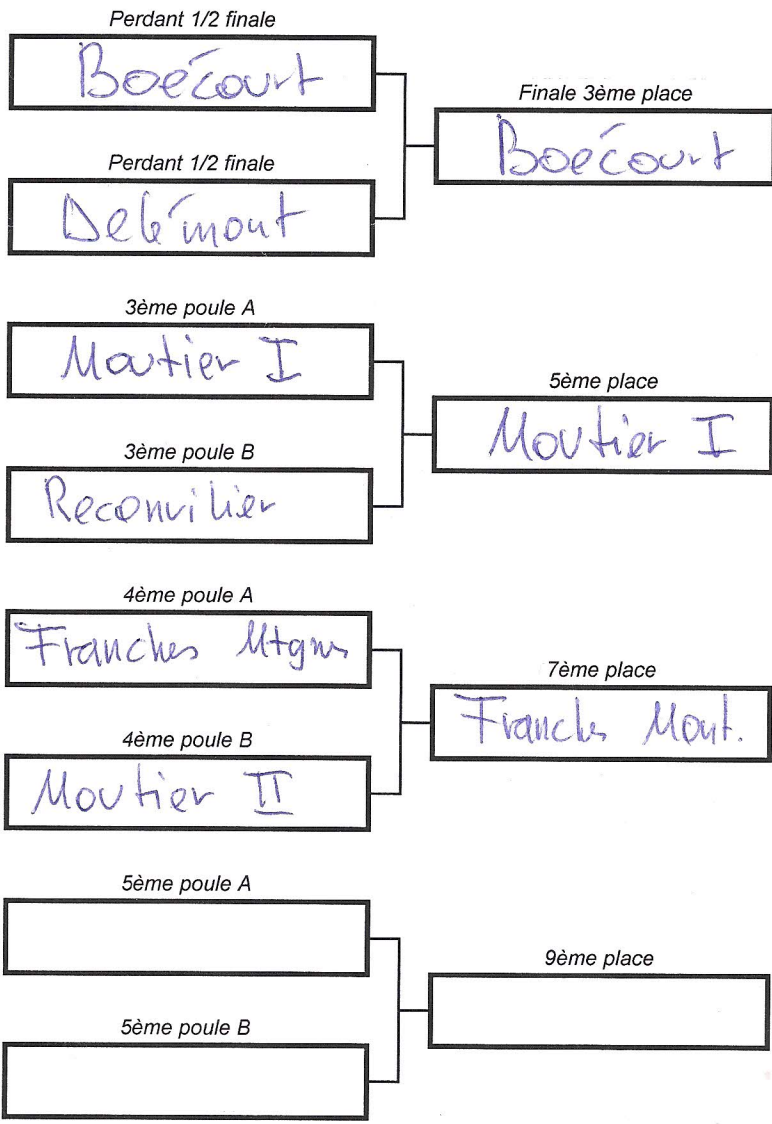 Perdant 1/2 finale
Boécourt
Finale 3ème place
Boécourt
Perdant 1/2 finale
Delémont
3ème poule A
Moutier I
5ème place
Moutier I
3ème poule B
Reconvilier
4ème poule A
Franches Mtgnes
7ème place
Franches Mont.
4ème poule B
Moutier II
5ème poule A
9ème place
5ème poule B